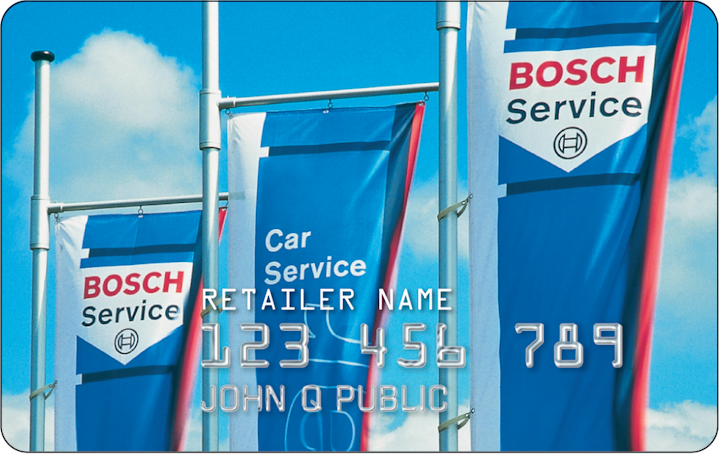 BOSCH
Service
Car
Service
BOSCH
Service
RETAILER NAME
123 456 789
JOHN Q PUBLIC